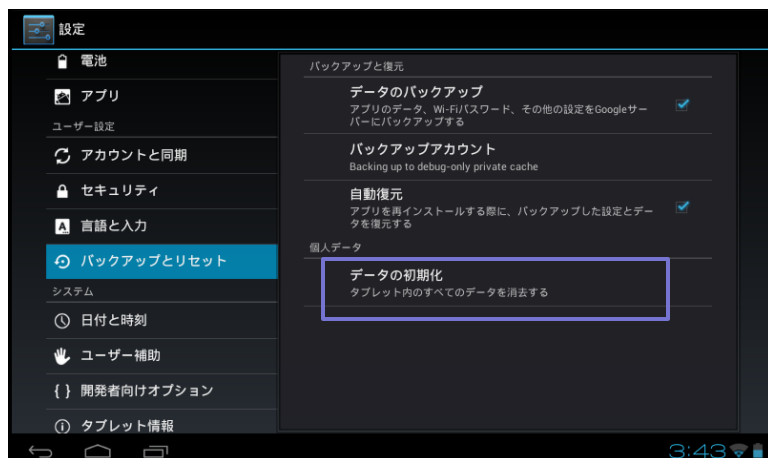 設定
電池
アプリ
ユーザー設定
アカウントと同期
セキュリティ
言語と入力
バックアップとリセット
システム
日付と時刻
ユーザー補助
{ } 開発者向けオプション
タブレット情報
バックアップと復元
データのバックアップ
アプリのデータ、Wi-Fiパスワード、その他の設定をGoogleサー
バーにバックアップする
バックアップアカウント
Backing up to debug-only private cache
自動復元
アプリを再インストールする際に、バックアップした設定とデー
タを復元する
個人データ
データの初期化
タブレット内のすべてのデータを消去する
3:43